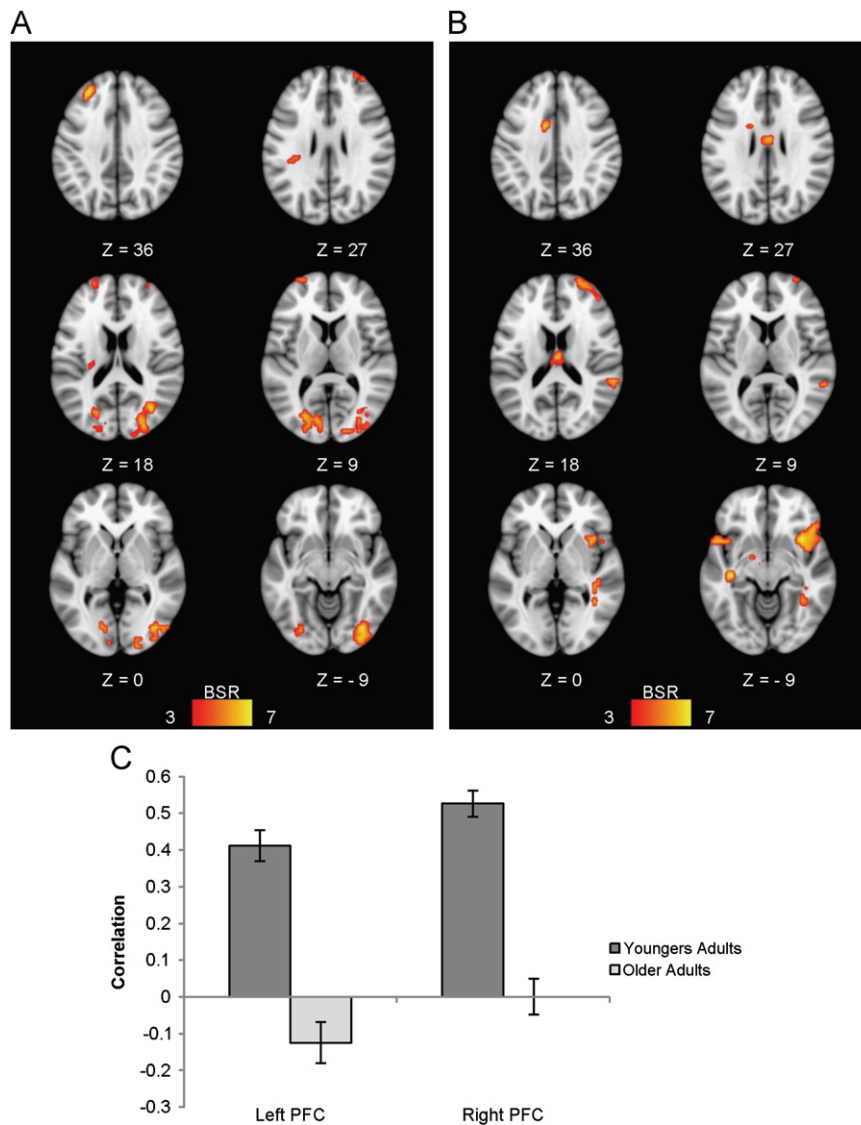 A
Z = 36
Z = 27
Z = 18
Z = 9
Z = 0
Z = - 9
BSR
3
7
B
Z = 36
Z = 27
Z = 18
Z = 9
Z = 0
Z = - 9
BSR
3
7
C
0.6
0.5
0.4
0.3
0.2
0.1
0
-0.1
-0.2
-0.3
Correlation
Left PFC
Right PFC
Youngers Adults
Older Adults